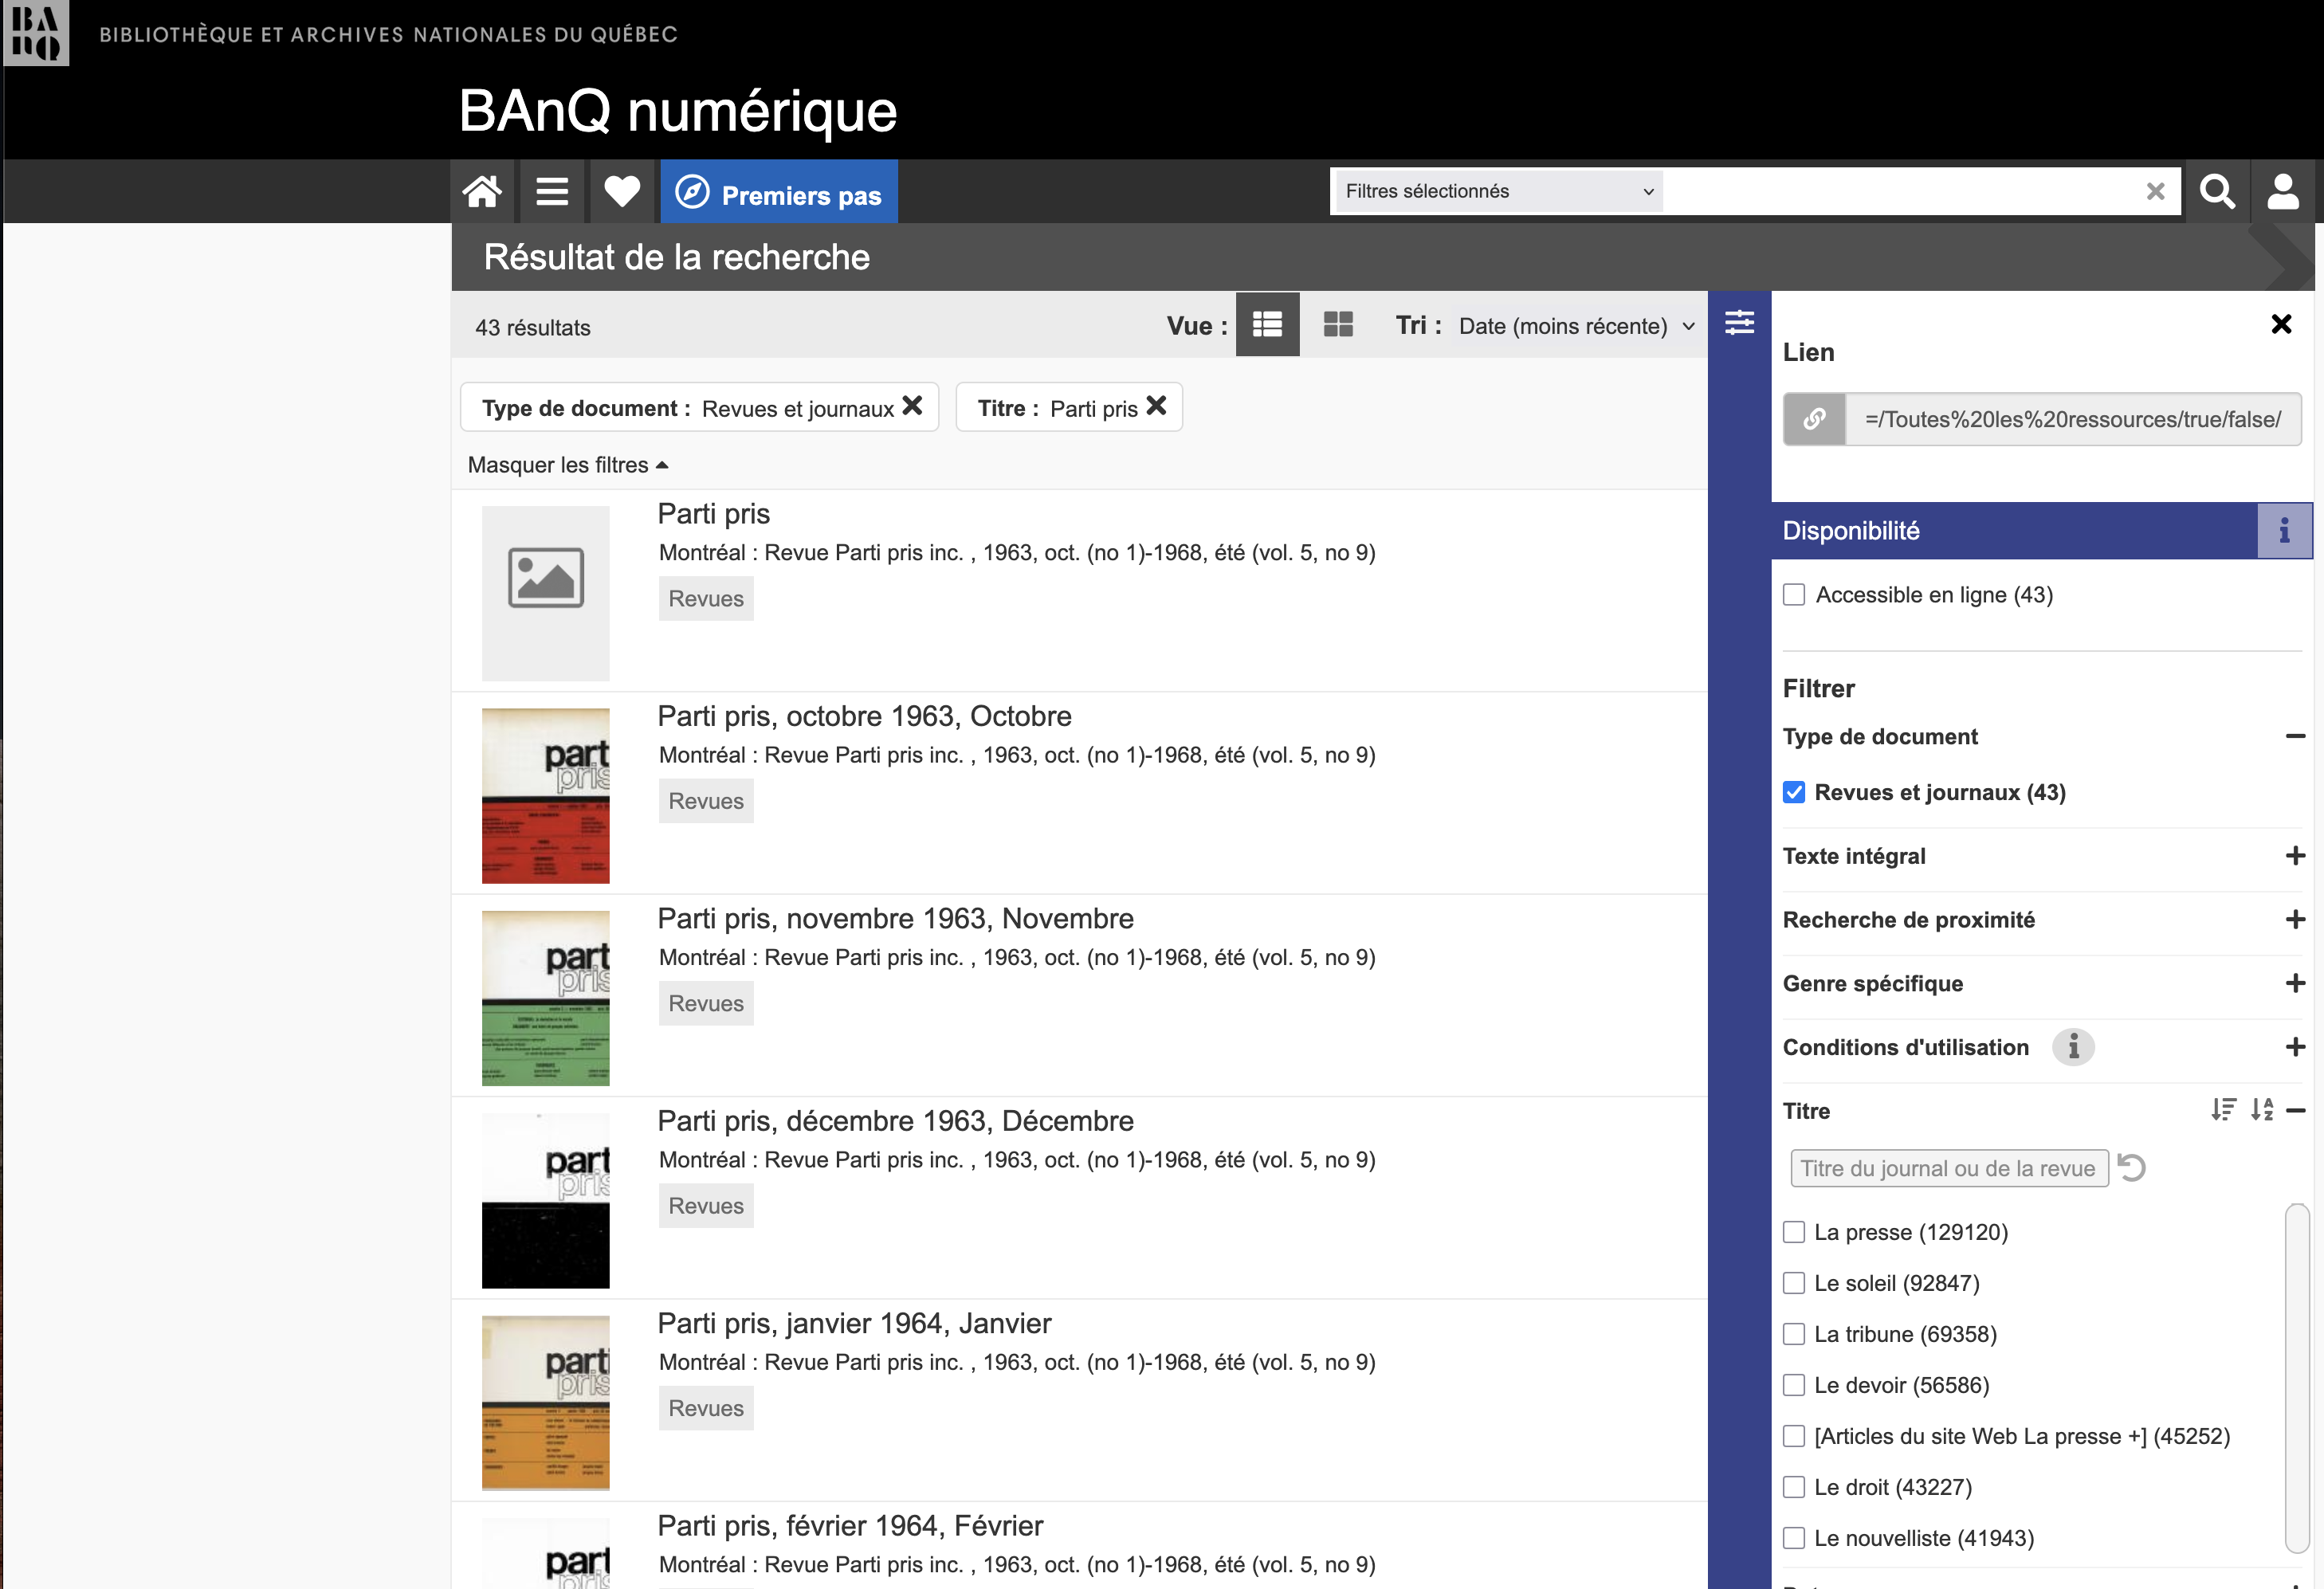 BAnQ
BIBLIOTHÈQUE ET ARCHIVES NATIONALES DU QUÉBEC
BAnQ numérique
Premiers pas
Filtres sélectionnés
Résultat de la recherche
43 résultats
Vue :
Tri : Date (moins récente)
Type de document : Revues et journaux
Titre : Parti pris
Masquer les filtres
Parti pris
Montréal : Revue Parti pris inc. , 1963, oct. (no 1)-1968, été (vol. 5, no 9)
Revues
parti
pris
Parti pris, octobre 1963, Octobre
Montréal : Revue Parti pris inc. , 1963, oct. (no 1)-1968, été (vol. 5, no 9)
Revues
part
pris
Parti pris, novembre 1963, Novembre
Montréal : Revue Parti pris inc. , 1963, oct. (no 1)-1968, été (vol. 5, no 9)
Revues
part
pris
Parti pris, décembre 1963, Décembre
Montréal : Revue Parti pris inc. , 1963, oct. (no 1)-1968, été (vol. 5, no 9)
Revues
parti
pris
Parti pris, janvier 1964, Janvier
Montréal : Revue Parti pris inc. , 1963, oct. (no 1)-1968, été (vol. 5, no 9)
Revues
part
pris
Parti pris, février 1964, Février
Montréal : Revue Parti pris inc. , 1963, oct. (no 1)-1968, été (vol. 5, no 9)
Lien
=/Toutes%20les%20ressources/true/false/
Disponibilité
Accessible en ligne (43)
Filtrer
Type de document
Revues et journaux (43)
Texte intégral
Recherche de proximité
Genre spécifique
Conditions d'utilisation
Titre
Titre du journal ou de la revue
La presse (129120)
Le soleil (92847)
La tribune (69358)
Le devoir (56586)
[Articles du site Web La presse +] (45252)
Le droit (43227)
Le nouvelliste (41943)